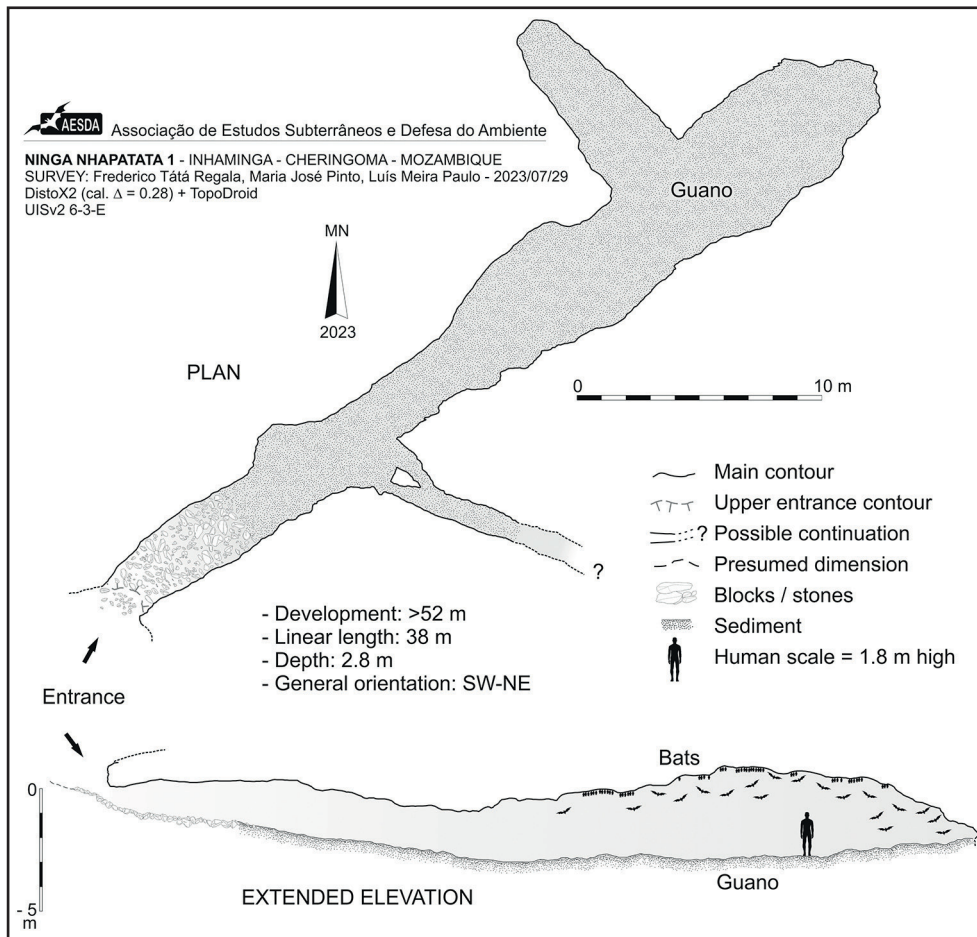 AESDA Associação de Estudos Subterrâneos e Defesa do Ambiente
NINGA NHAPATATA 1 - INHAMINGA - CHERINGOMA - MOZAMBIQUE
SURVEY: Frederico Tátá Regala, Maria José Pinto, Luís Meira Paulo - 2023/07/29
DistoX2 (cal. Δ = 0.28) + TopoDroid
UISv2 6-3-E
Guano
MN
2023
PLAN
0 10 m
Main contour
Upper entrance contour
? Possible continuation
Presumed dimension
Blocks / stones
Sediment
Human scale = 1.8 m high
?
- Development: >52 m
- Linear length: 38 m
- Depth: 2.8 m
- General orientation: SW-NE
Entrance
Bats
0
Guano
EXTENDED ELEVATION
- 5
m